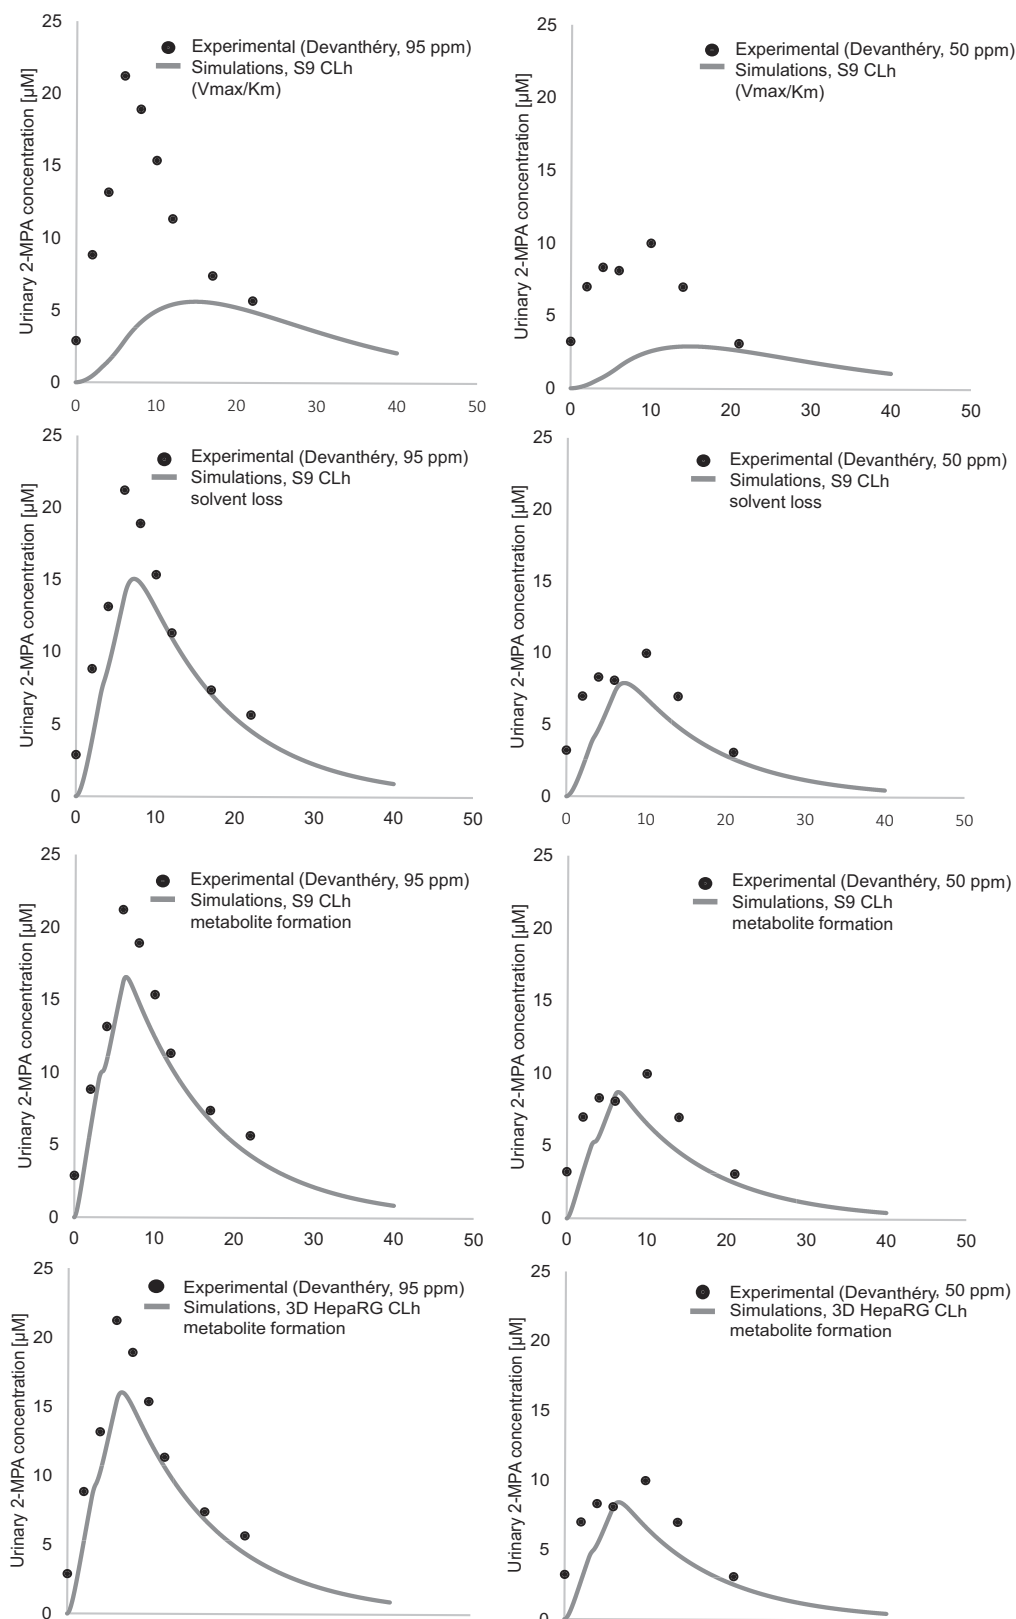 25
20
15
10
5
0
Urinary 2-MPA concentration [µM]
Experimental (Devanthéry, 95 ppm)
Simulations, S9 CLh
(Vmax/Km)
0 10 20 30 40 50
25
20
15
10
5
0
Urinary 2-MPA concentration [µM]
Experimental (Devanthéry, 50 ppm)
Simulations, S9 CLh
(Vmax/Km)
0 10 20 30 40 50
25
20
15
10
5
0
Urinary 2-MPA concentration [µM]
Experimental (Devanthéry, 95 ppm)
Simulations, S9 CLh
solvent loss
0 10 20 30 40 50
25
20
15
10
5
0
Urinary 2-MPA concentration [µM]
Experimental (Devanthéry, 50 ppm)
Simulations, S9 CLh
solvent loss
0 10 20 30 40 50
25
20
15
10
5
0
Urinary 2-MPA concentration [µM]
Experimental (Devanthéry, 95 ppm)
Simulations, S9 CLh
metabolite formation
0 10 20 30 40 50
25
20
15
10
5
0
Urinary 2-MPA concentration [µM]
Experimental (Devanthéry, 50 ppm)
Simulations, S9 CLh
metabolite formation
0 10 20 30 40 50
25
20
15
10
5
0
Urinary 2-MPA concentration [µM]
Experimental (Devanthéry, 95 ppm)
Simulations, 3D HepaRG CLh
metabolite formation
25
20
15
10
5
0
Urinary 2-MPA concentration [µM]
Experimental (Devanthéry, 50 ppm)
Simulations, 3D HepaRG CLh
metabolite formation